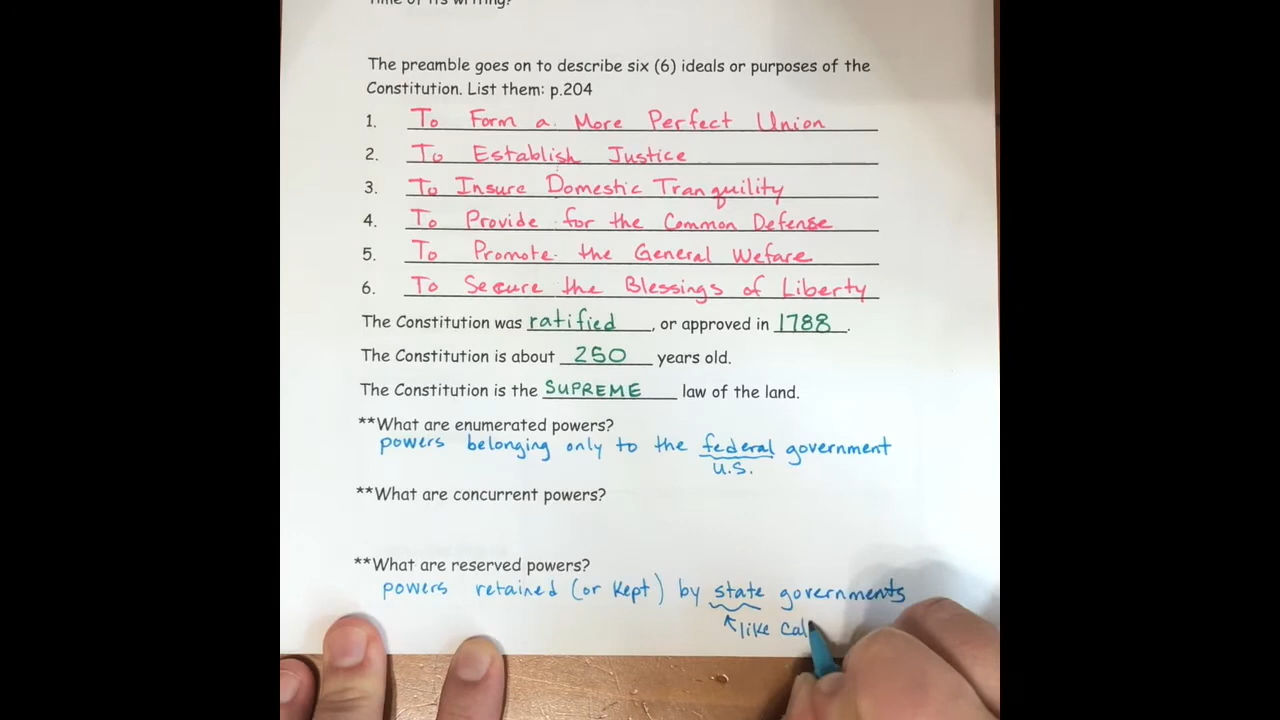 Time of its writing?
The preamble goes on to describe six (6) ideals or purposes of the
Constitution. List them: p.204
1. To Form a More Perfect Union
2. To Establish Justice
3. To Insure Domestic Tranquility
4. To Provide for the Common Defense
5. To Promote the General Wefare
6. To Secure the Blessings of Liberty
The Constitution was ratified, or approved in 1788.
The Constitution is about 250 years old.
The Constitution is the SUPREME law of the land.
**What are enumerated powers?
powers belonging only to the federal government
U.S.
**What are concurrent powers?
**What are reserved powers?
powers retained (or kept) by state governments
like Cal